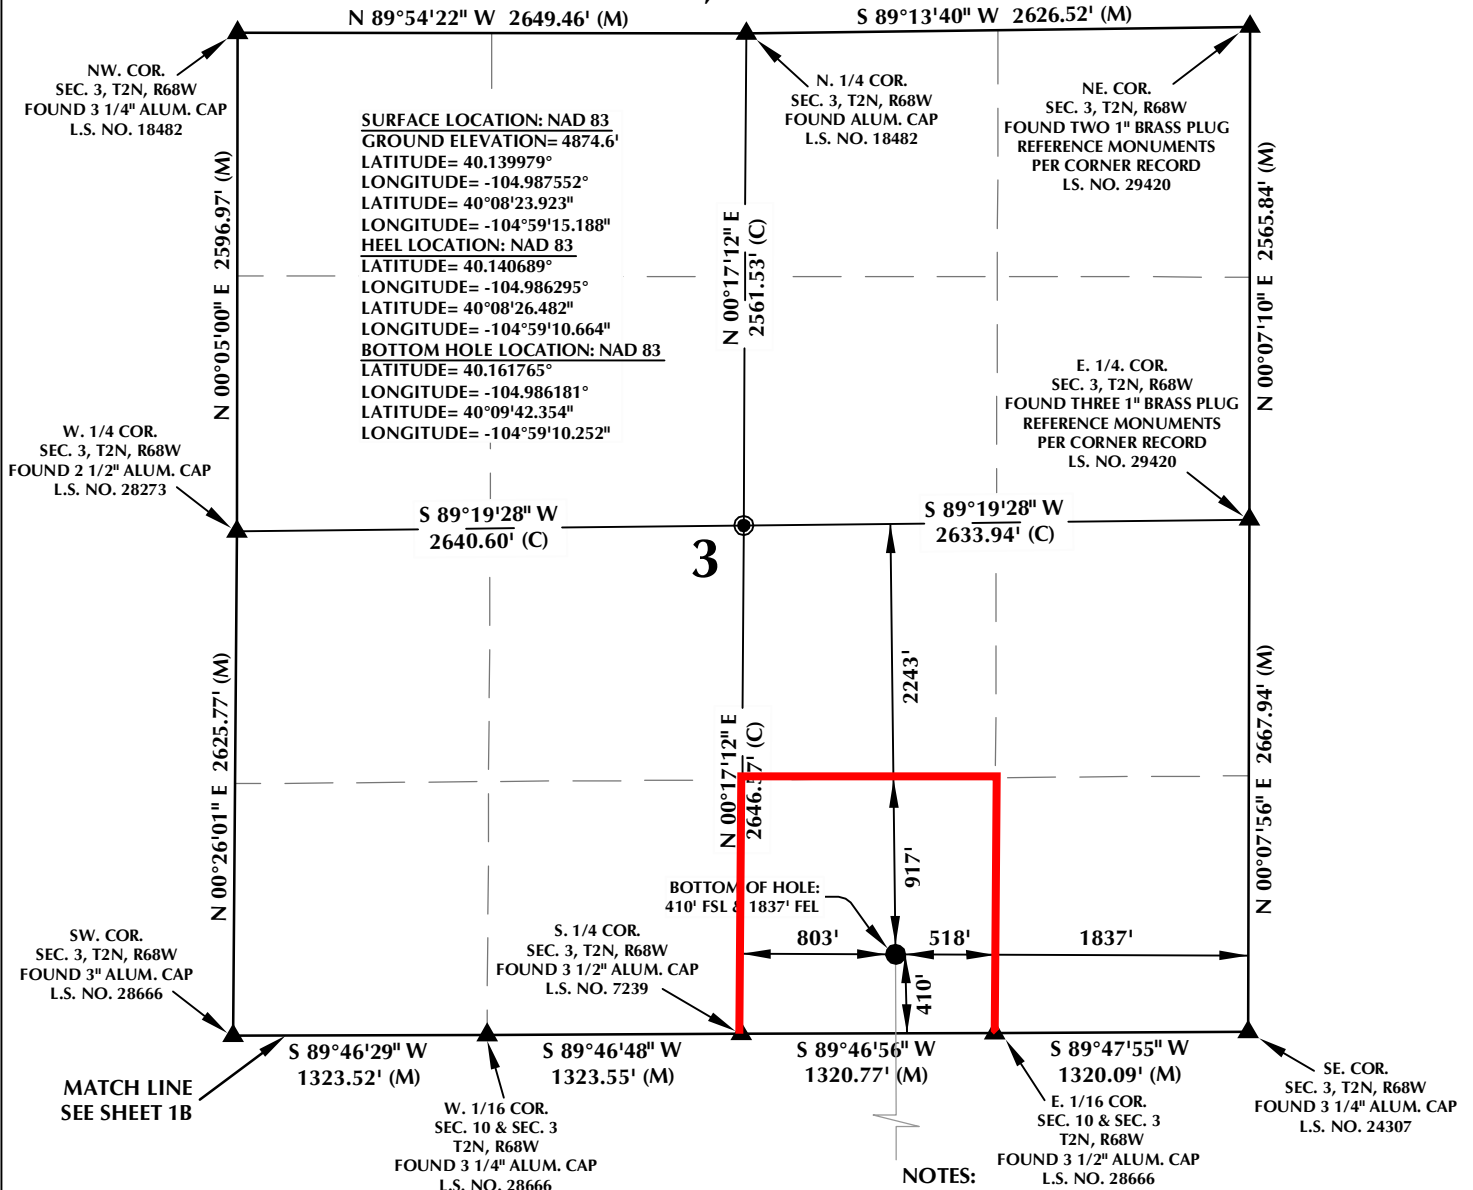 N 89°54'22" W 2649.46' (M)
S 89°13'40" W 2626.52' (M)
NW. COR.
SEC. 3, T2N, R68W
FOUND 3 1/4" ALUM. CAP
L.S. NO. 18482
N. 1/4 COR.
SEC. 3, T2N, R68W
FOUND ALUM. CAP
L.S. NO. 18482
NE. COR.
SEC. 3, T2N, R68W
FOUND TWO 1" BRASS PLUG
REFERENCE MONUMENTS
PER CORNER RECORD
LS. NO. 29420
SURFACE LOCATION: NAD 83
GROUND ELEVATION= 4874.6'
LATITUDE= 40.139979°
LONGITUDE= -104.987552°
LATITUDE= 40°08'23.923"
LONGITUDE= -104°59'15.188"
HEEL LOCATION: NAD 83
LATITUDE= 40.140689°
LONGITUDE= -104.986295°
LATITUDE= 40°08'26.482"
LONGITUDE= -104°59'10.664"
BOTTOM HOLE LOCATION: NAD 83
LATITUDE= 40.161765°
LONGITUDE= -104.986181°
LATITUDE= 40°09'42.354"
LONGITUDE= -104°59'10.252"
N 00°05'00" E 2596.97' (M)
N 00°17'12" E
2561.53' (C)
N 00°07'10" E 2565.84' (M)
W. 1/4 COR.
SEC. 3, T2N, R68W
FOUND 2 1/2" ALUM. CAP
L.S. NO. 28273
E. 1/4. COR.
SEC. 3, T2N, R68W
FOUND THREE 1" BRASS PLUG
REFERENCE MONUMENTS
PER CORNER RECORD
LS. NO. 29420
S 89°19'28" W
2640.60' (C)
S 89°19'28" W
2633.94' (C)
3
2243'
N 00°26'01" E 2625.77' (M)
N 00°17'12" E
2646.57' (C)
N 00°07'56" E 2667.94' (M)
917'
BOTTOM OF HOLE:
410' FSL & 1837' FEL
803'
518'
1837'
410'
SW. COR.
SEC. 3, T2N, R68W
FOUND 3" ALUM. CAP
L.S. NO. 28666
S. 1/4 COR.
SEC. 3, T2N, R68W
FOUND 3 1/2" ALUM. CAP
L.S. NO. 7239
S 89°46'29" W
1323.52' (M)
S 89°46'48" W
1323.55' (M)
S 89°46'56" W
1320.77' (M)
S 89°47'55" W
1320.09' (M)
MATCH LINE
SEE SHEET 1B
W. 1/16 COR.
SEC. 10 & SEC. 3
T2N, R68W
FOUND 3 1/4" ALUM. CAP
L.S. NO. 28666
E. 1/16 COR.
SEC. 10 & SEC. 3
T2N, R68W
FOUND 3 1/2" ALUM. CAP
L.S. NO. 28666
SE. COR.
SEC. 3, T2N, R68W
FOUND 3 1/4" ALUM. CAP
L.S. NO. 24307
NOTES: